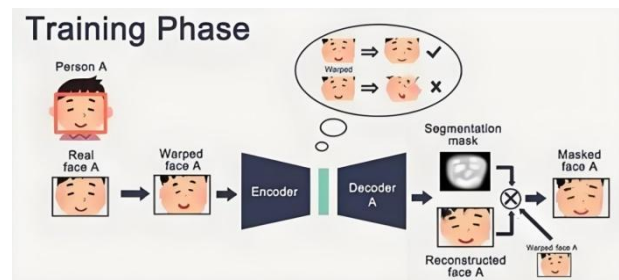 Training Phase
Person A
Warped
Real
face A
Warped
face A
Encoder
Decoder
A
Segmentation
mask
Reconstructed
face A
Masked
face A
Warped face A